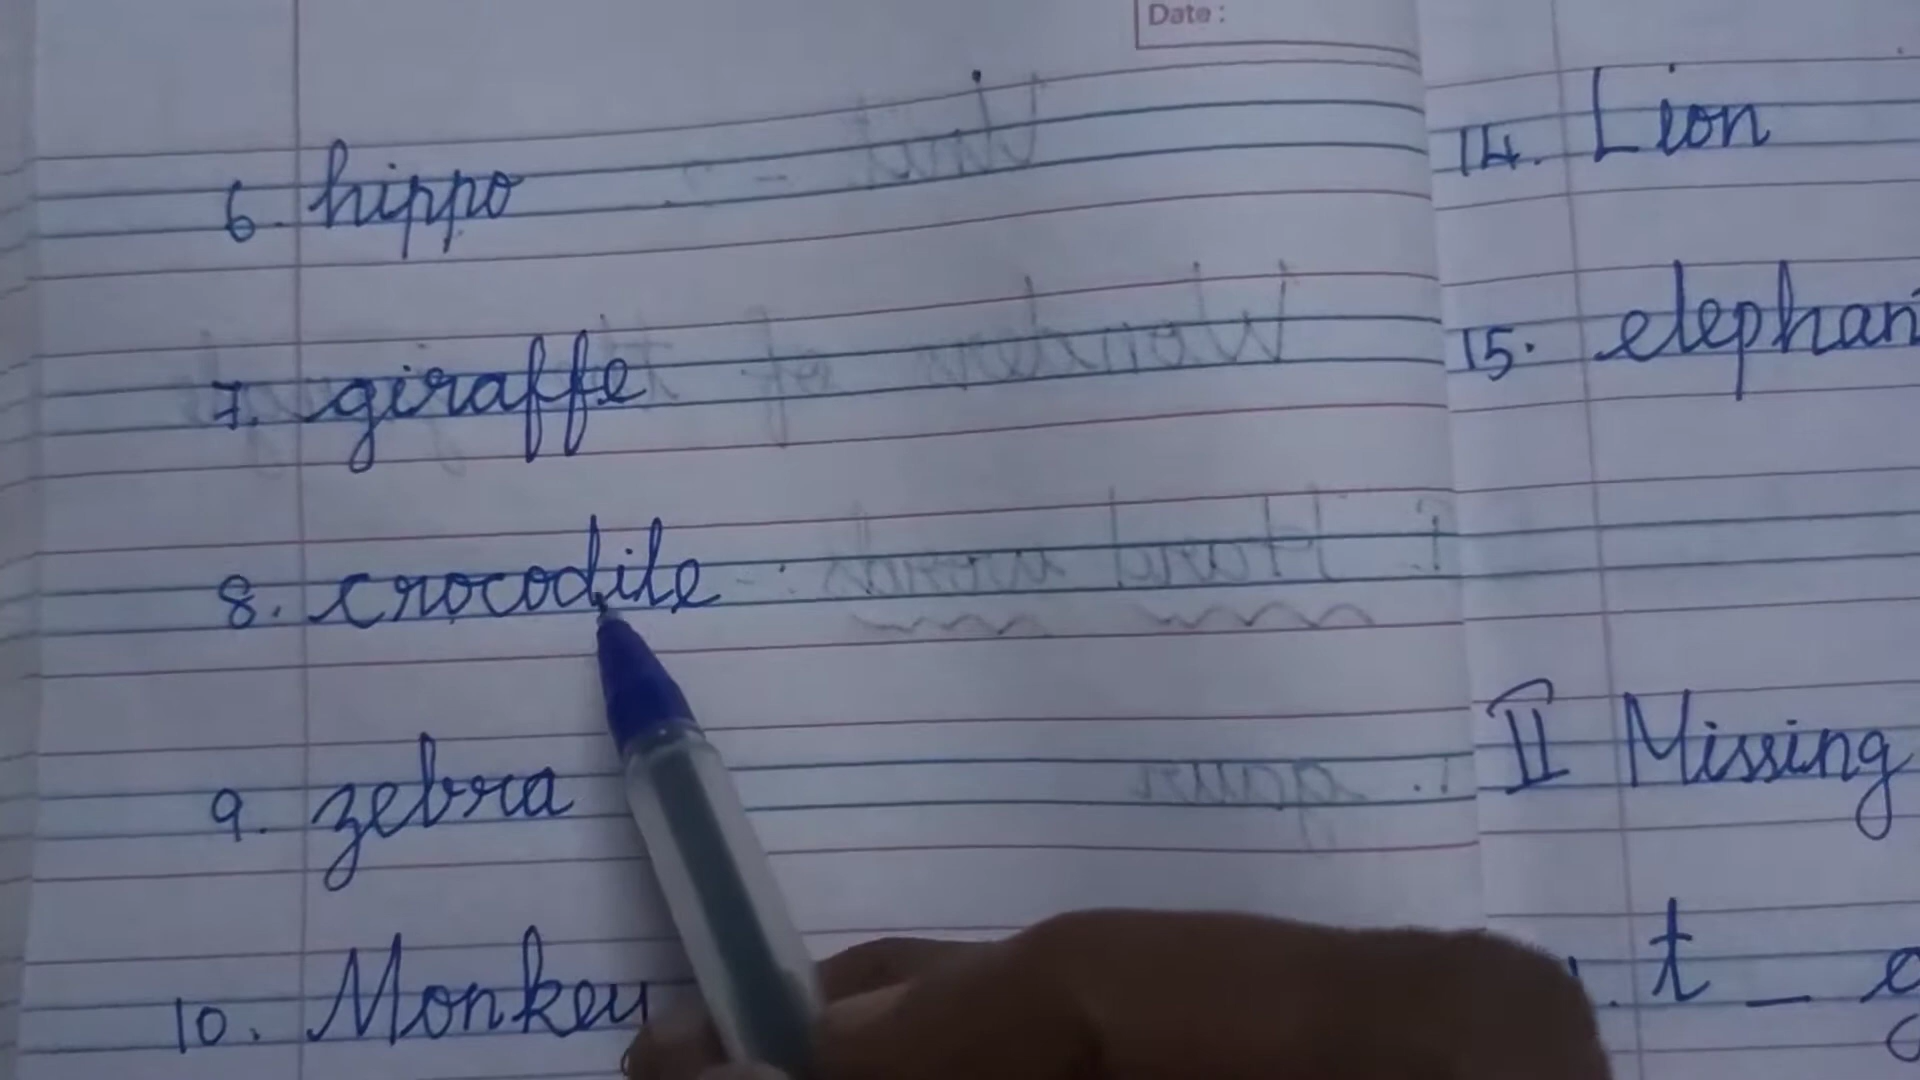 Date :
6. hippo
7. giraffe
8. crocodile
9. zebra
10. Monkey
14. Lion
15. elephan
II Missing
. t _ g